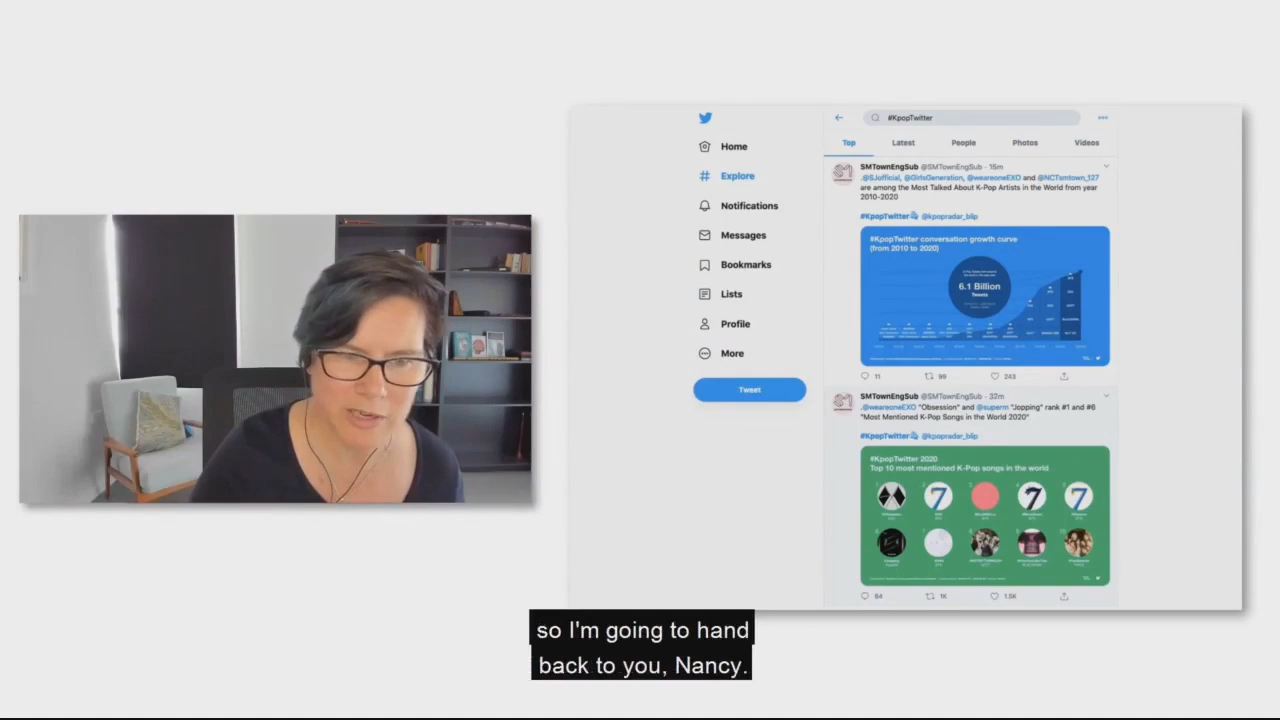 #KpopTwitter
Home
Explore
Notifications
Messages
Bookmarks
Lists
Profile
More
Tweet
Top
Latest
People
Photos
Videos
SMTownEngSub @SMTownEngSub · 15m
.@SJofficial, @GirlsGeneration, @weareoneEXO and @NCTsmtown_127
are among the Most Talked About K-Pop Artists in the World from year
2010-2020
#KpopTwitter @kpopradar_blip
#KpopTwitter conversation growth curve
(from 2010 to 2020)
6.1 Billion
Tweets
11
99
243
SMTownEngSub @SMTownEngSub · 32m
.@weareoneEXO "Obsession" and @superm "Jopping" rank #1 and #6
"Most Mentioned K-Pop Songs in the World 2020"
#KpopTwitter @kpopradar_blip
#KpopTwitter 2020
Top 10 most mentioned K-Pop songs in the world
64
1K
1.5K
so I'm going to hand
back to you, Nancy.